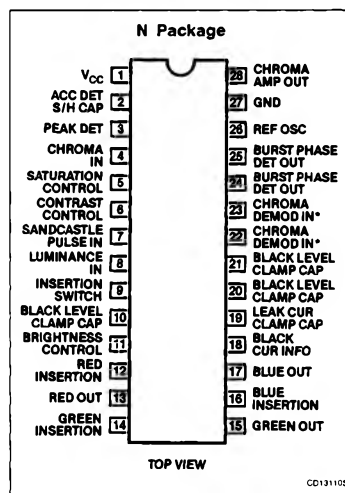 N Package
VCC 1
ACC DET
S/H CAP 2
PEAK DET 3
CHROMA
IN 4
SATURATION
CONTROL 5
CONTRAST
CONTROL 6
SANDCASTLE
PULSE IN 7
LUMINANCE
IN 8
INSERTION
SWITCH 9
BLACK LEVEL
CLAMP CAP 10
BRIGHTNESS
CONTROL 11
RED
INSERTION 12
RED OUT 13
GREEN
INSERTION 14
28 CHROMA
AMP OUT
27 GND
26 REF OSC
25 BURST PHASE
DET OUT
24 BURST PHASE
DET OUT
23 CHROMA
DEMOD IN*
22 CHROMA
DEMOD IN*
21 BLACK LEVEL
CLAMP CAP
20 BLACK LEVEL
CLAMP CAP
19 LEAK CUR
CLAMP CAP
18 BLACK
CUR INFO
17 BLUE OUT
16 BLUE
INSERTION
15 GREEN OUT
TOP VIEW
CD13110S